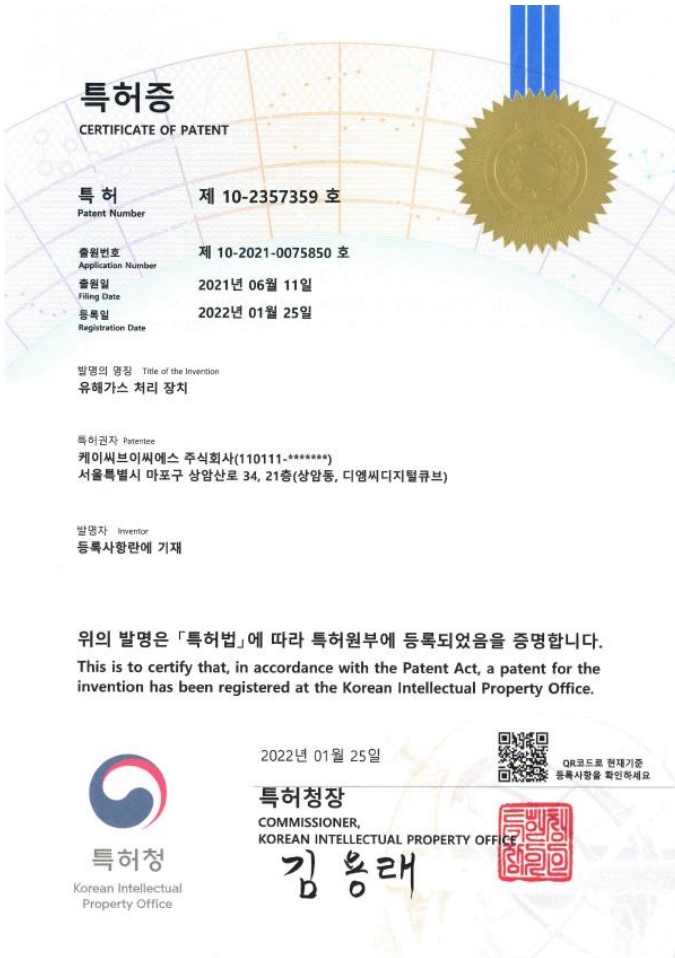 특허증
CERTIFICATE OF PATENT
특 허
Patent Number
제 10-2357359 호
출원번호
Application Number
제 10-2021-0075850 호
출원일
Filing Date
2021년 06월 11일
등록일
Registration Date
2022년 01월 25일
발명의 명칭 Title of the Invention
유해가스 처리 장치
특허권자 Patentee
케이씨브이씨에스 주식회사(110111-*******)
서울특별시 마포구 상암산로 34, 21층(상암동, 디엠씨디지털큐브)
발명자 Inventor
등록사항란에 기재
위의 발명은 「특허법」에 따라 특허원부에 등록되었음을 증명합니다.
This is to certify that, in accordance with the Patent Act, a patent for the
invention has been registered at the Korean Intellectual Property Office.
2022년 01월 25일
QR코드로 현재기준
등록사항을 확인하세요
특허청장
COMMISSIONER,
KOREAN INTELLECTUAL PROPERTY OFFICE
김용래
특허청
Korean Intellectual
Property Office